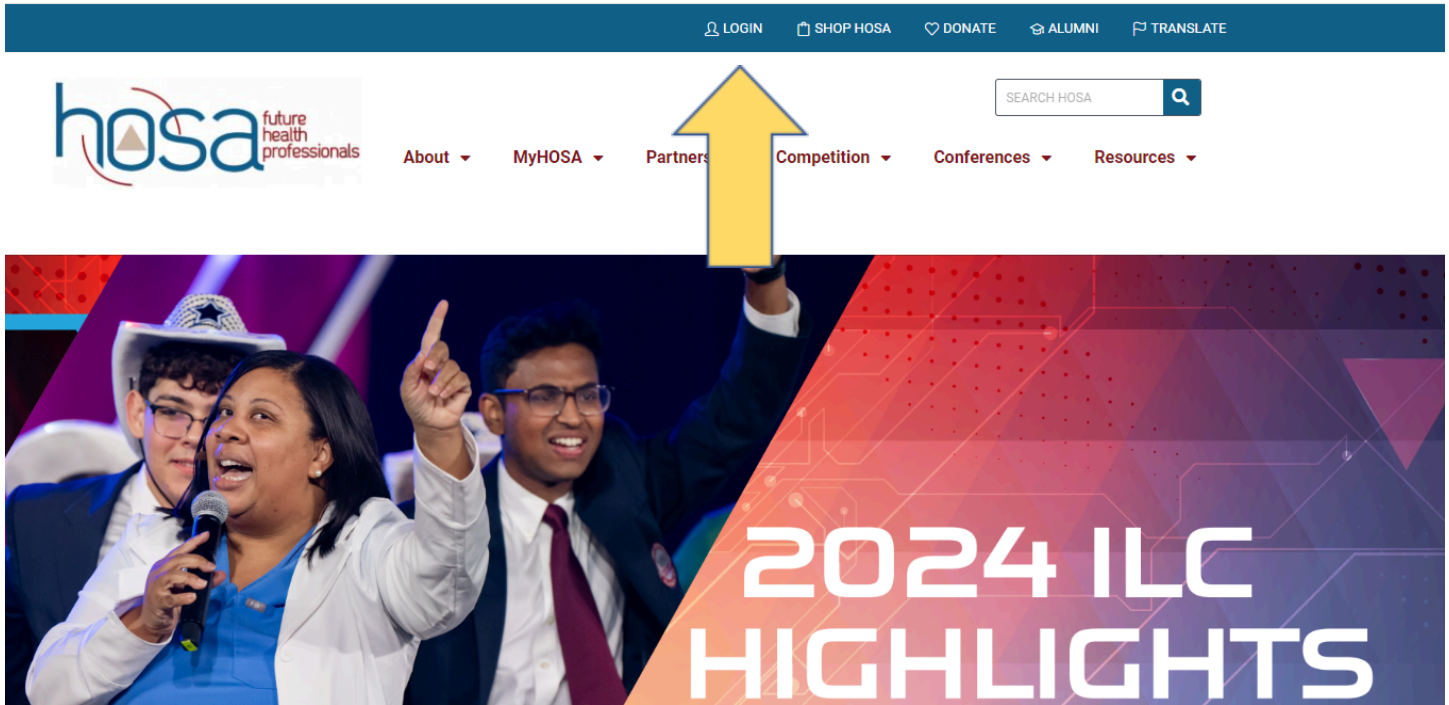 LOGIN SHOP HOSA DONATE ALUMNI TRANSLATE
SEARCH HOSA
hosa future health professionals
About MyHOSA Partners Competition Conferences Resources
2024 ILC
HIGHLIGHTS